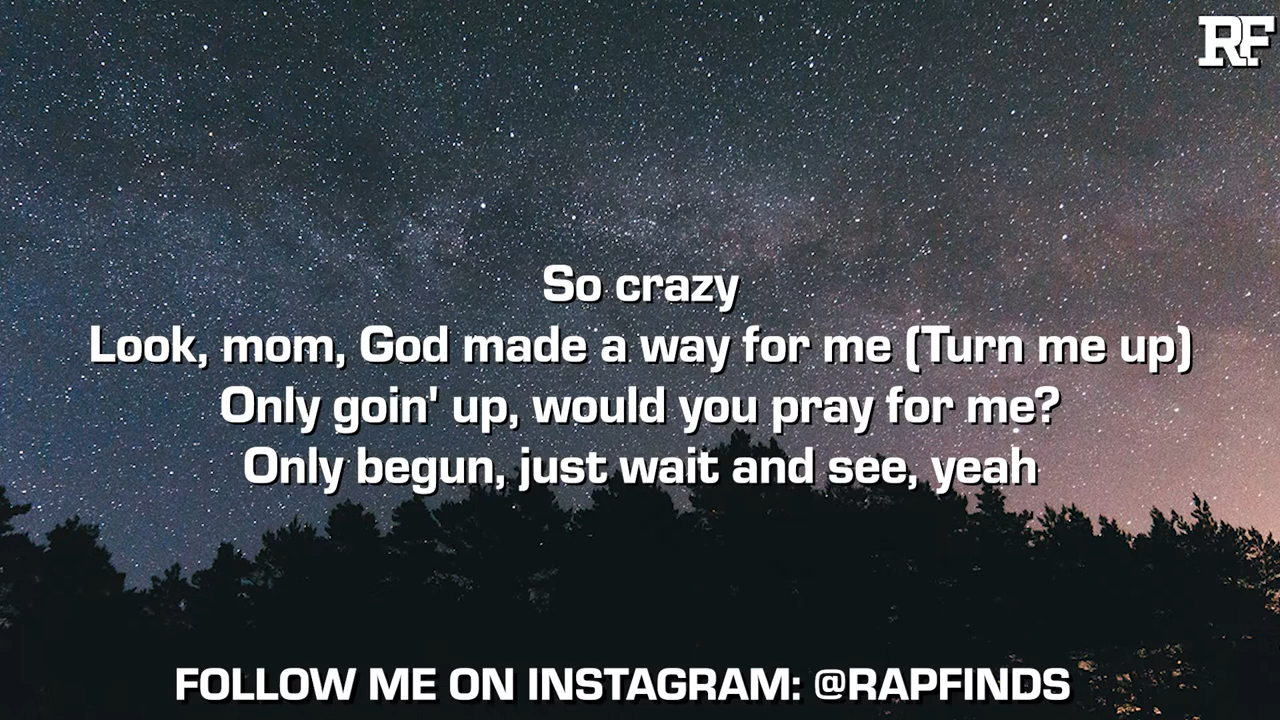 RF
So crazy
Look, mom, God made a way for me (Turn me up)
Only goin' up, would you pray for me?
Only begun, just wait and see, yeah
FOLLOW ME ON INSTAGRAM: @RAPFINDS